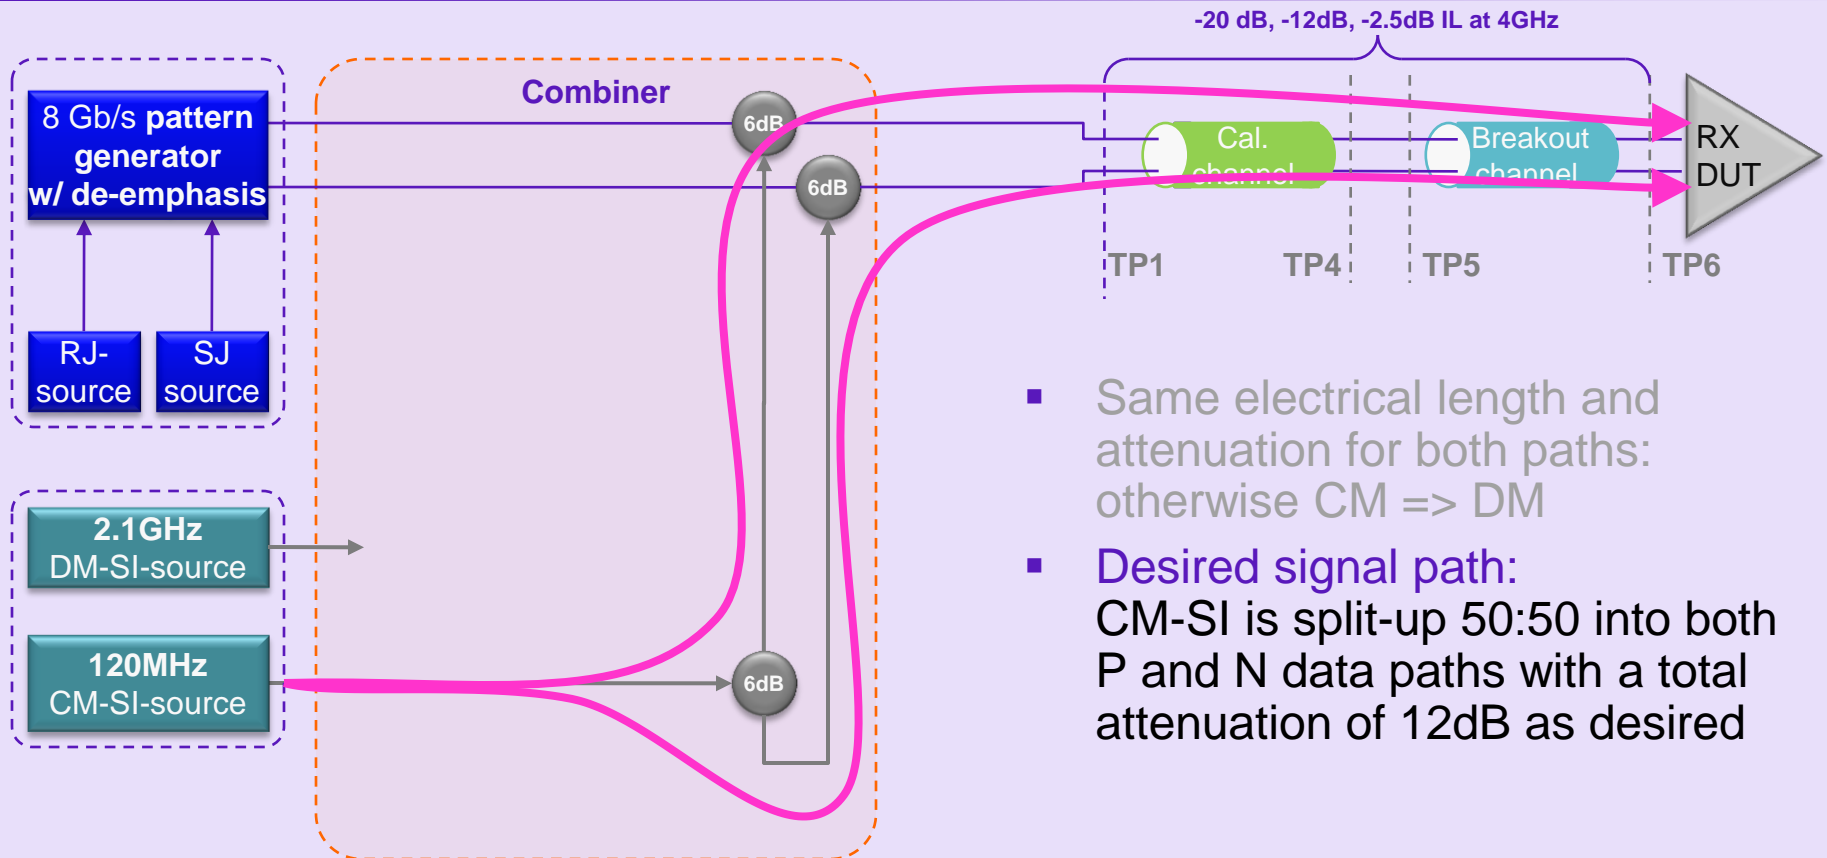 -20 dB, -12dB, -2.5dB IL at 4GHz
Combiner
8 Gb/s pattern
generator
w/ de-emphasis
6dB
6dB
Cal.
channel
Breakout
channel
RX
DUT
TP1
TP4
TP5
TP6
RJ-
source
SJ
source
2.1GHz
DM-SI-source
120MHz
CM-SI-source
6dB
▪ Same electrical length and
attenuation for both paths:
otherwise CM => DM
▪ Desired signal path:
CM-SI is split-up 50:50 into both
P and N data paths with a total
attenuation of 12dB as desired